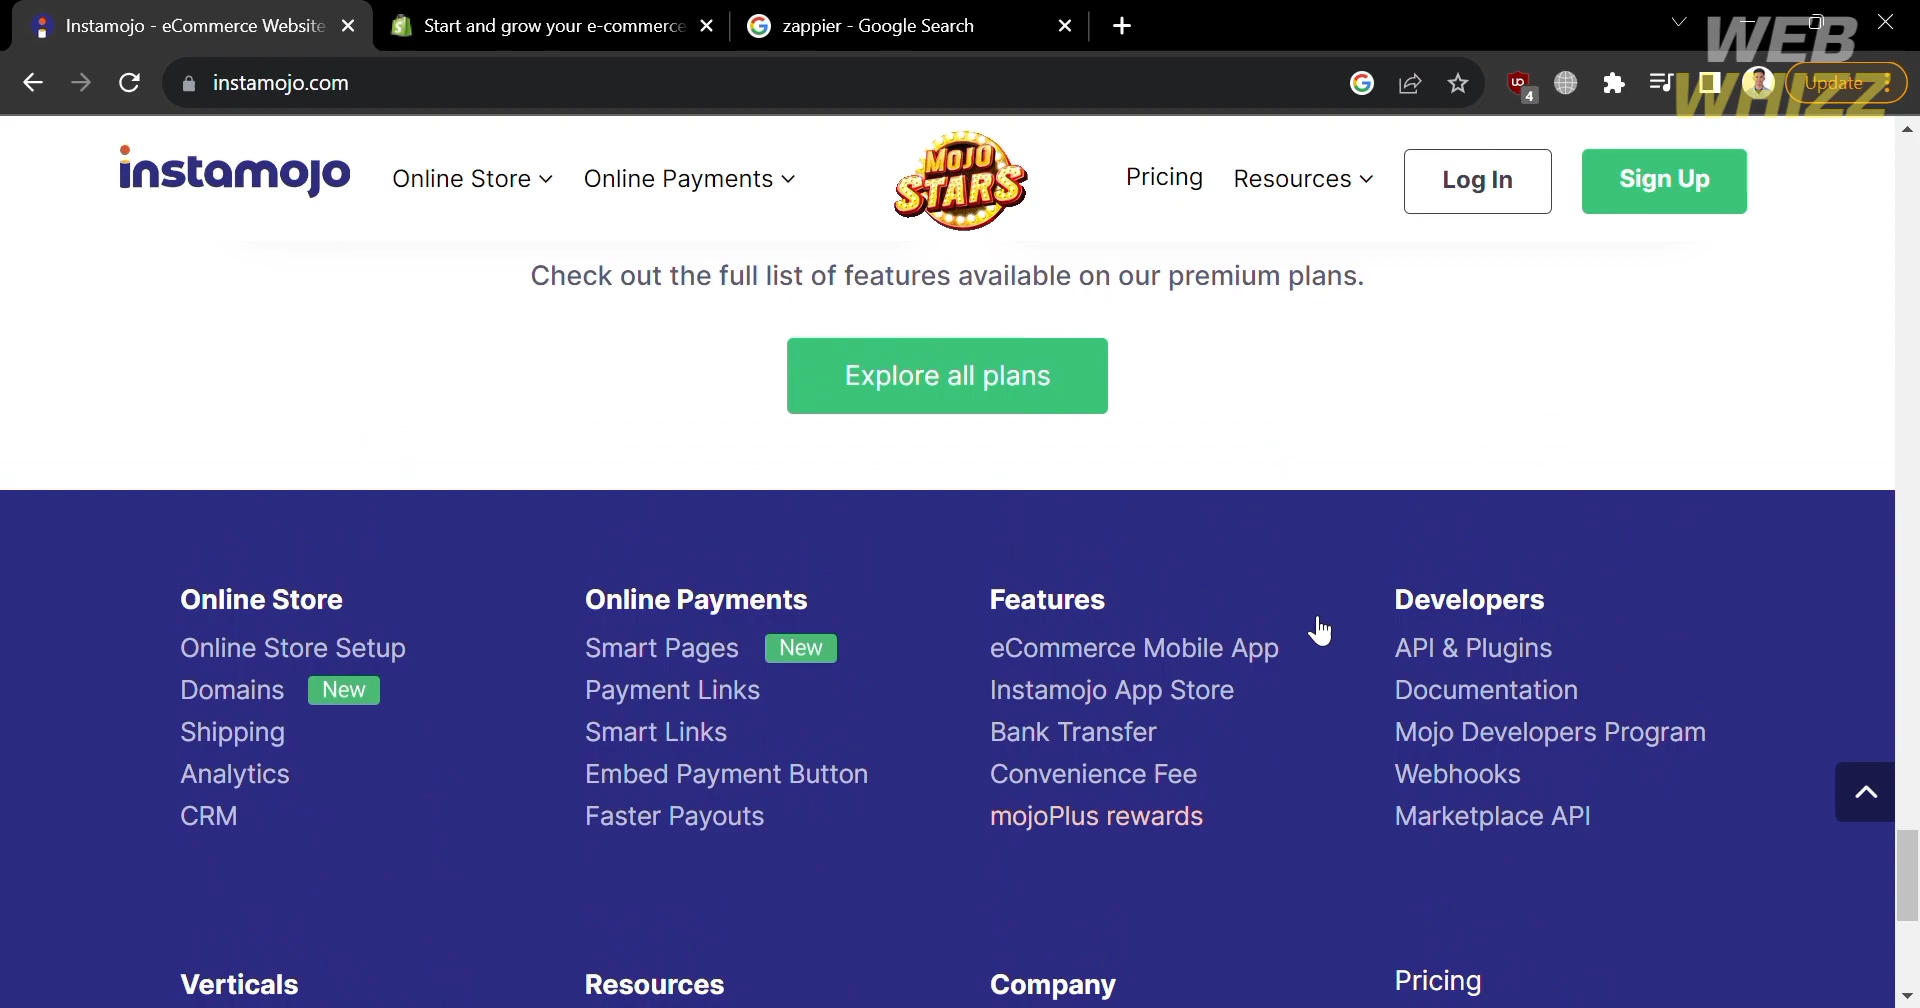 Instamojo - eCommerce Website
Start and grow your e-commerce
zappier - Google Search
instamojo.com
4
Update
WEB
WHIZZ
instamojo
Online Store
Online Payments
MOJO
STARS
Pricing
Resources
Log In
Sign Up
Check out the full list of features available on our premium plans.
Explore all plans
Online Store
Online Store Setup
Domains New
Shipping
Analytics
CRM
Online Payments
Smart Pages New
Payment Links
Smart Links
Embed Payment Button
Faster Payouts
Features
eCommerce Mobile App
Instamojo App Store
Bank Transfer
Convenience Fee
mojoPlus rewards
Developers
API & Plugins
Documentation
Mojo Developers Program
Webhooks
Marketplace API
Verticals
Resources
Company
Pricing